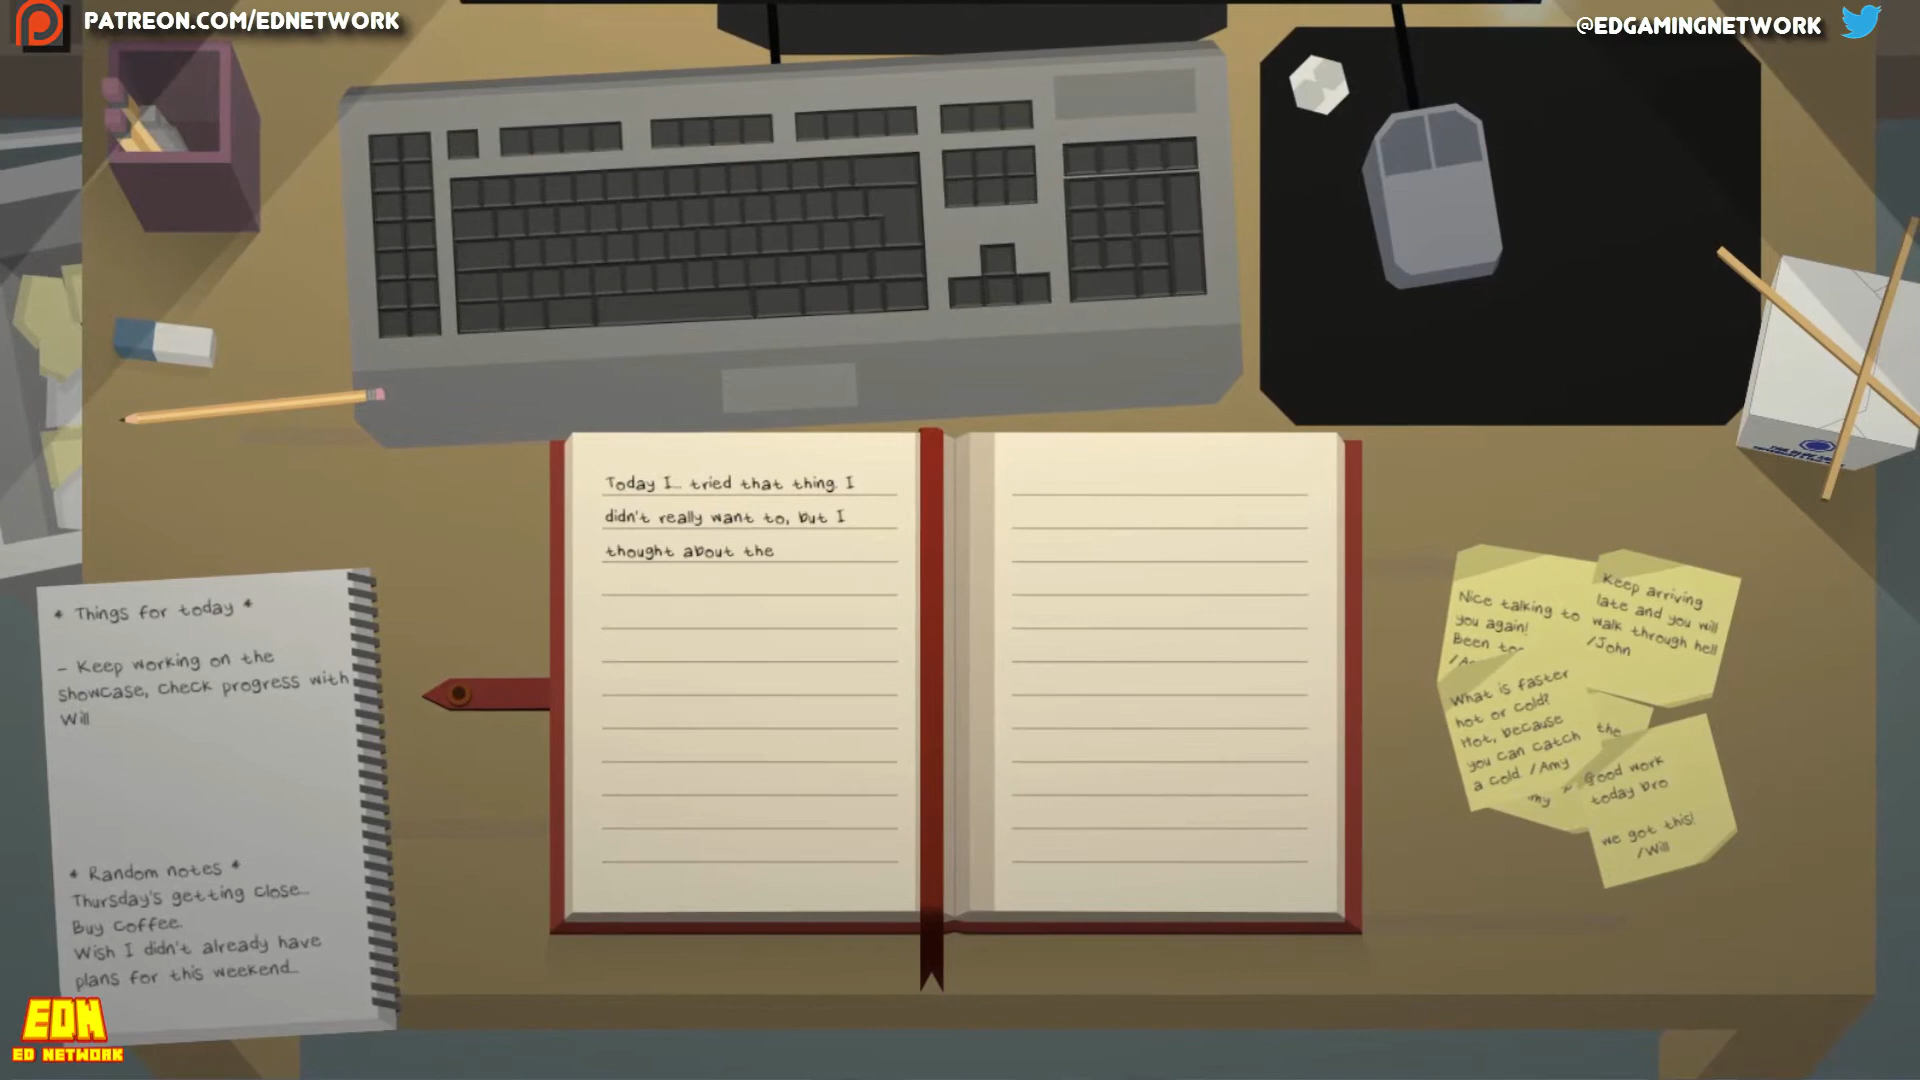 PATREON.COM/EDNETWORK
@EDGAMINGNETWORK
Today I... tried that thing. I
didn't really want to, but I
thought about the
* Things for today *
- Keep working on the
showcase, check progress with
Will
* Random notes *
Thursday's getting close...
Buy Coffee.
Wish I didn't already have
plans for this weekend...
Nice talking to
you again!
Been
Keep arriving
late and you will
walk through hell
/John
What is faster
hot or cold?
Hot, because
you can catch
a cold. /Amy
the
Good work
today bro
we got this!
/Will
EDN
ED NETWORK